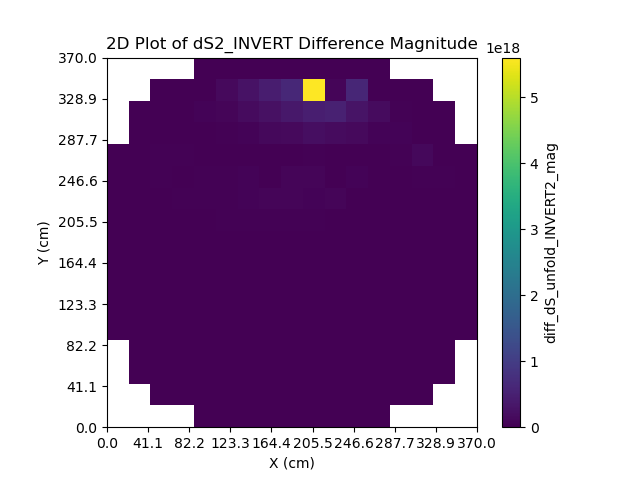 2D Plot of dS2_INVERT Difference Magnitude
1e18
370.0
328.9
287.7
246.6
205.5
164.4
123.3
82.2
41.1
0.0
Y (cm)
0.0 41.1 82.2 123.3 164.4 205.5 246.6 287.7 328.9 370.0
X (cm)
5
4
3
2
1
0
diff_dS_unfold_INVERT2_mag